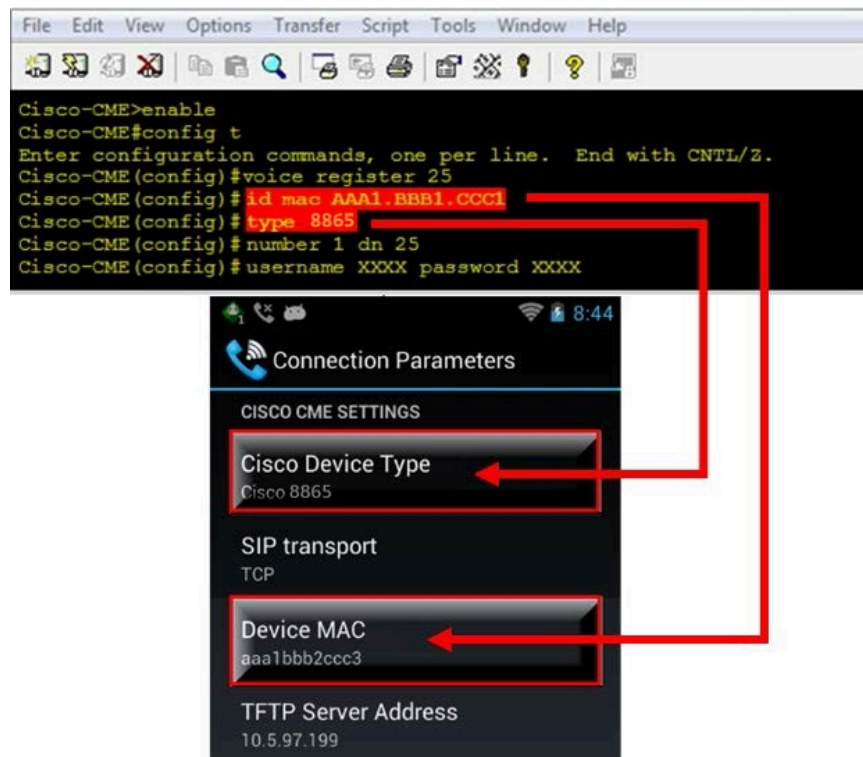 File Edit View Options Transfer Script Tools Window Help
Cisco-CME>enable
Cisco-CME#config t
Enter configuration commands, one per line. End with CNTL/Z.
Cisco-CME(config)#voice register 25
Cisco-CME(config)#id mac AAA1.BBB1.CCC1
Cisco-CME(config)#type 8865
Cisco-CME(config)#number 1 dn 25
Cisco-CME(config)#username XXXX password XXXX
8:44
Connection Parameters
CISCO CME SETTINGS
Cisco Device Type
Cisco 8865
SIP transport
TCP
Device MAC
aaa1bbb2ccc3
TFTP Server Address
10.5.97.199